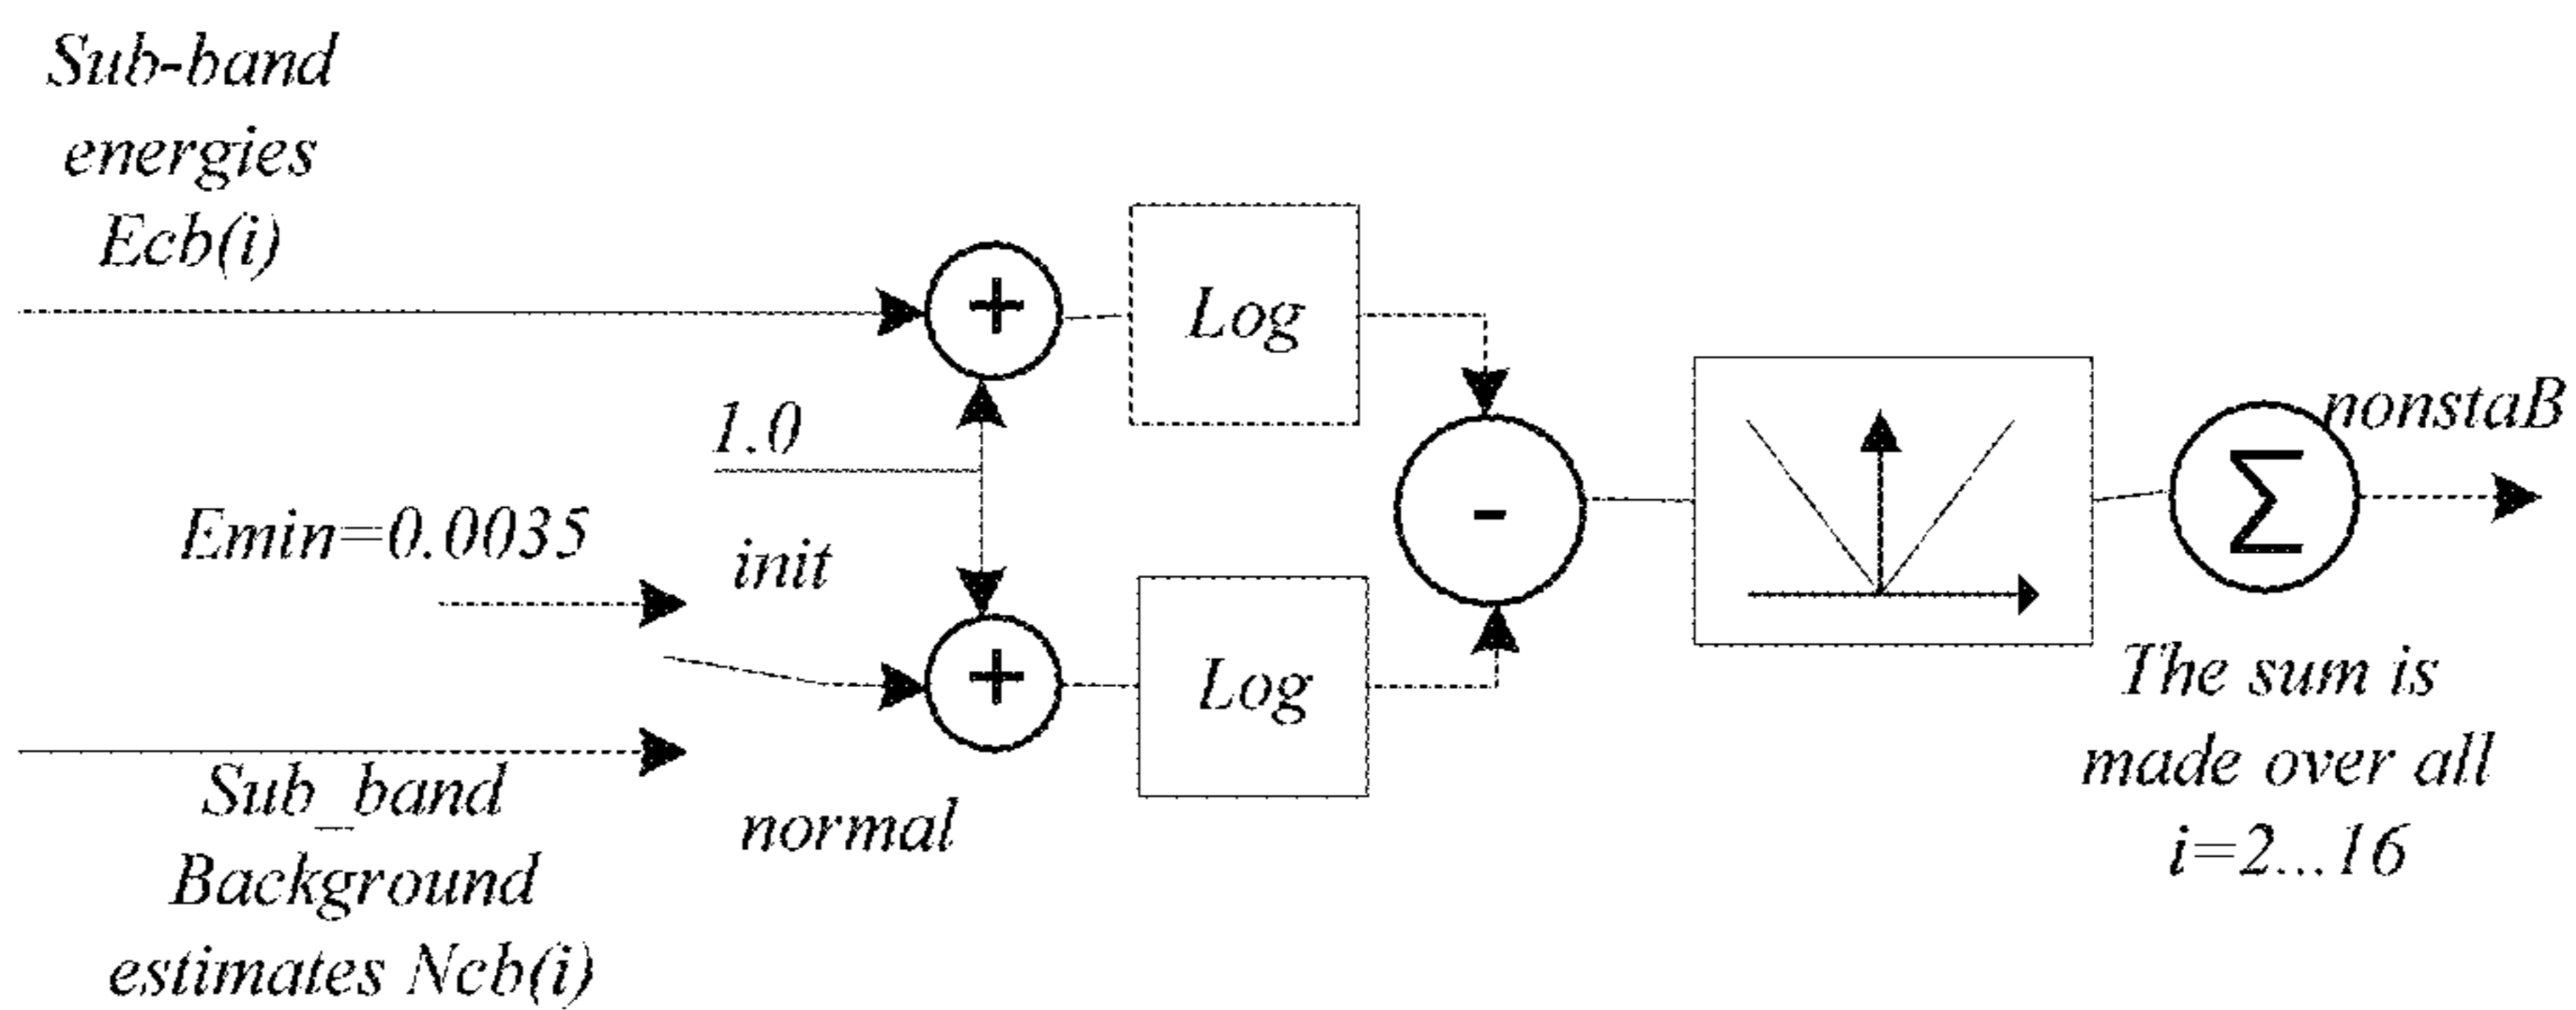 Sub-band
energies
Ecb(i)
+
Log
1.0
nonstaB
-
Σ
Emin=0.0035
init
+
Log
The sum is
made over all
i=2...16
Sub_band
Background
estimates Ncb(i)
normal